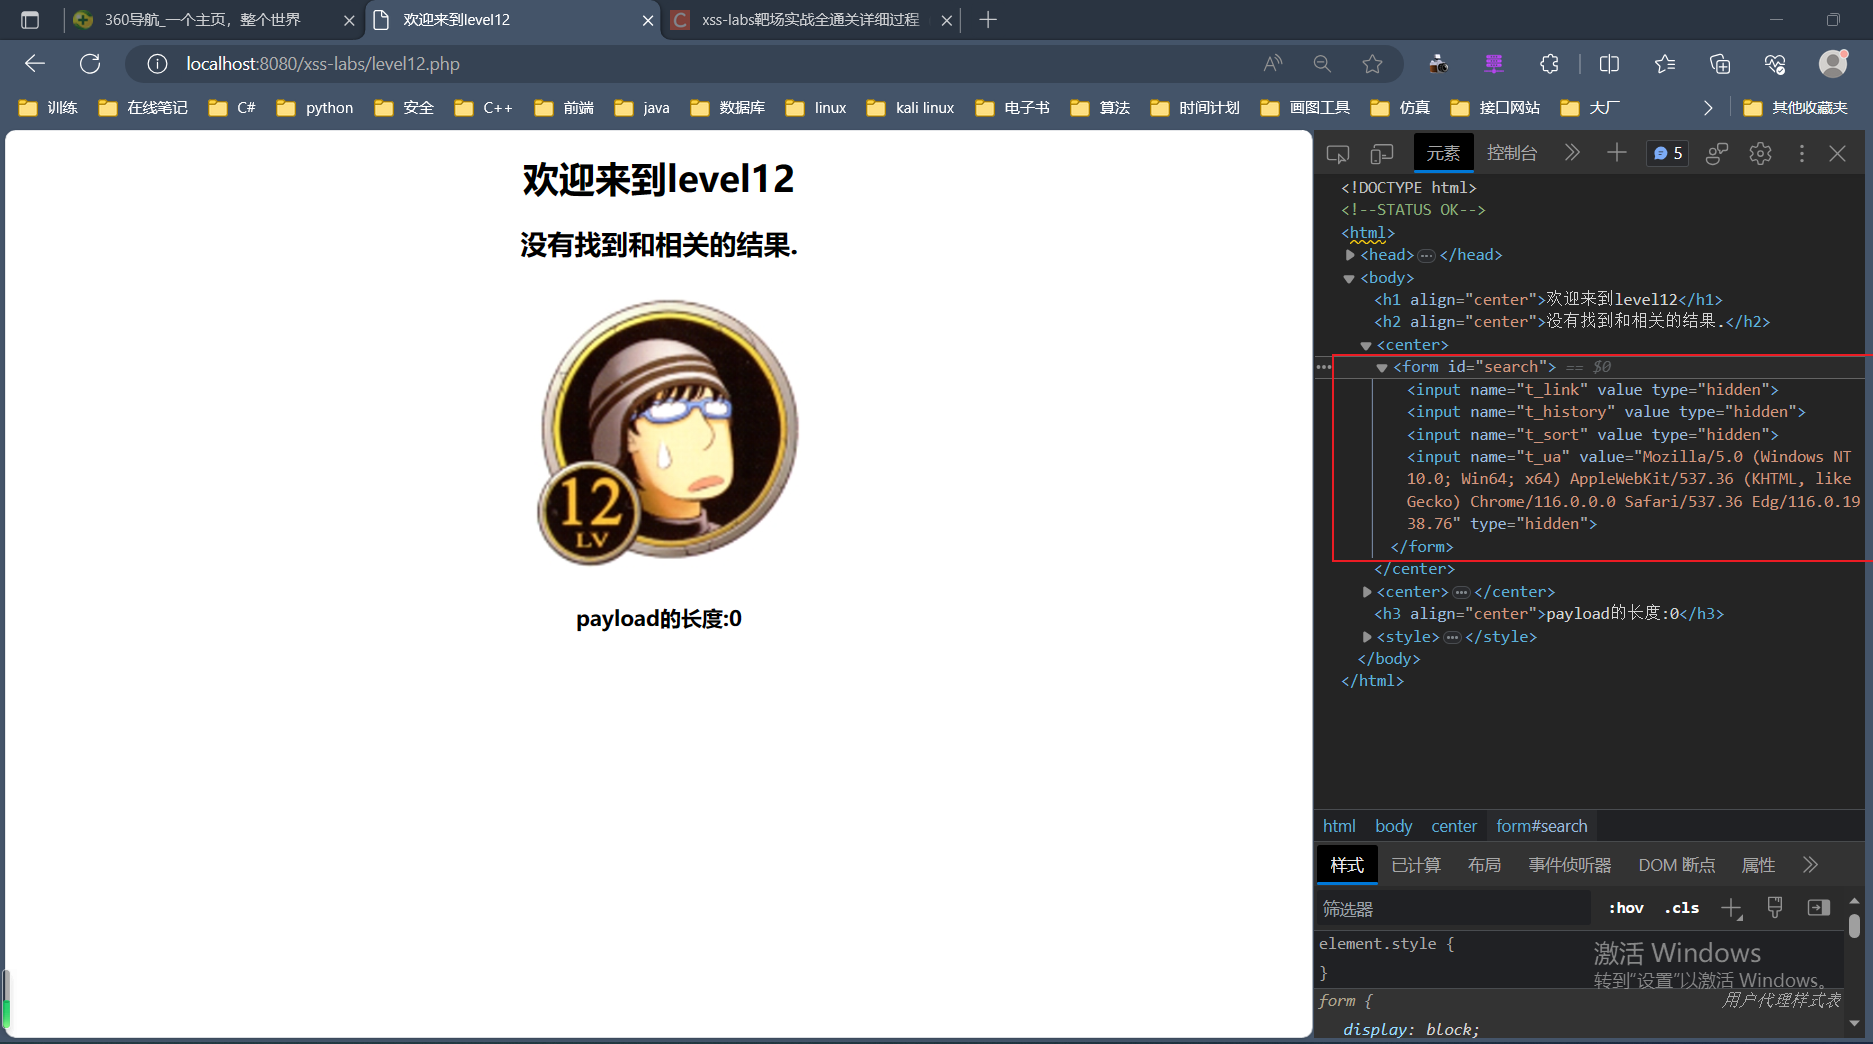 360导航_一个主页，整个世界
欢迎来到level12
xss-labs靶场实战全通关详细过程
localhost:8080/xss-labs/level12.php
训练 在线笔记 C# python 安全 C++ 前端 java 数据库 linux kali linux 电子书 算法 时间计划 画图工具 仿真 接口网站 大厂 其他收藏夹
欢迎来到level12
没有找到和相关的结果.
12
LV
payload的长度:0
元素 控制台 5
<!DOCTYPE html>
<!--STATUS OK-->
<html>
<head>…</head>
<body>
<h1 align="center">欢迎来到level12</h1>
<h2 align="center">没有找到和相关的结果.</h2>
<center>
<form id="search"> == $0
<input name="t_link" value type="hidden">
<input name="t_history" value type="hidden">
<input name="t_sort" value type="hidden">
<input name="t_ua" value="Mozilla/5.0 (Windows NT
10.0; Win64; x64) AppleWebKit/537.36 (KHTML, like
Gecko) Chrome/116.0.0.0 Safari/537.36 Edg/116.0.19
38.76" type="hidden">
</form>
</center>
<center>…</center>
<h3 align="center">payload的长度:0</h3>
<style>…</style>
</body>
</html>
html body center form#search
样式 已计算 布局 事件侦听器 DOM 断点 属性
筛选器 :hov .cls
element.style {
}
激活 Windows
转到“设置”以激活 Windows。
form { 用户代理样式表
display: block;